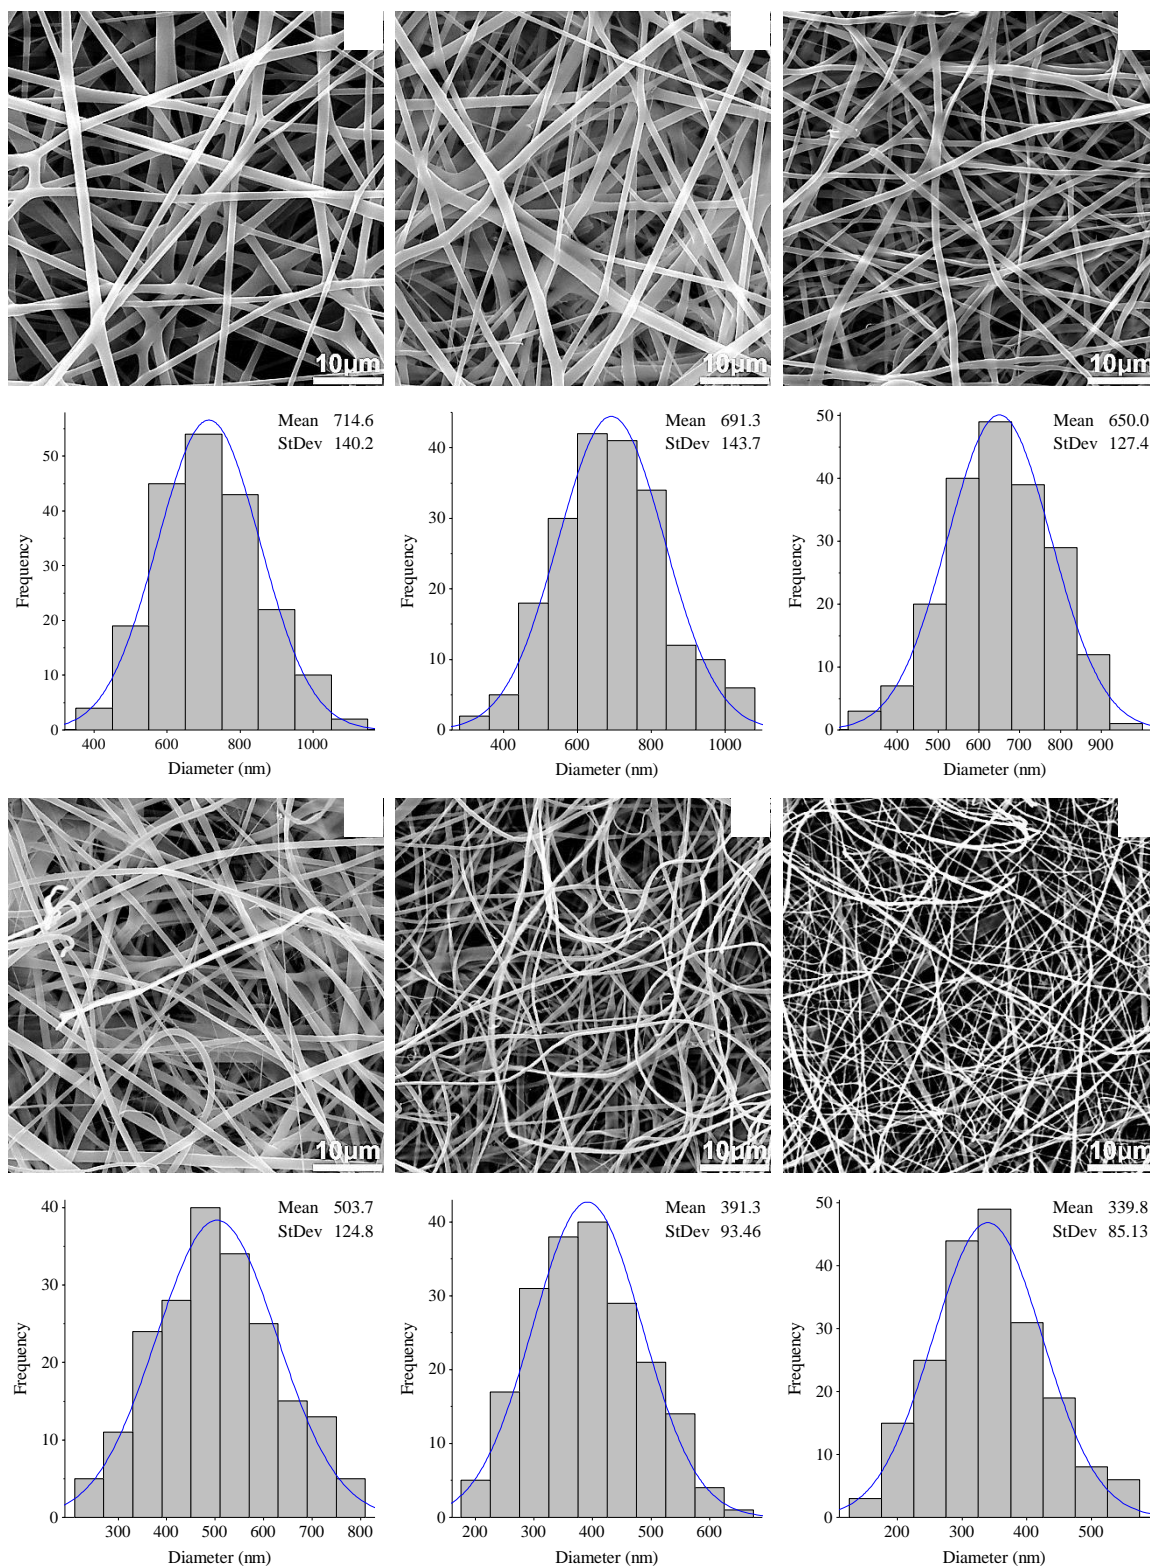 10μm
10μm
10μm
Mean 714.6
StDev 140.2
50
40
30
20
10
0
Frequency
400 600 800 1000
Diameter (nm)
Mean 691.3
StDev 143.7
40
30
20
10
0
Frequency
400 600 800 1000
Diameter (nm)
Mean 650.0
StDev 127.4
50
40
30
20
10
0
Frequency
400 500 600 700 800 900
Diameter (nm)
10μm
10μm
10μm
Mean 503.7
StDev 124.8
40
30
20
10
0
Frequency
300 400 500 600 700 800
Diameter (nm)
Mean 391.3
StDev 93.46
40
30
20
10
0
Frequency
200 300 400 500 600
Diameter (nm)
Mean 339.8
StDev 85.13
50
40
30
20
10
0
Frequency
200 300 400 500
Diameter (nm)